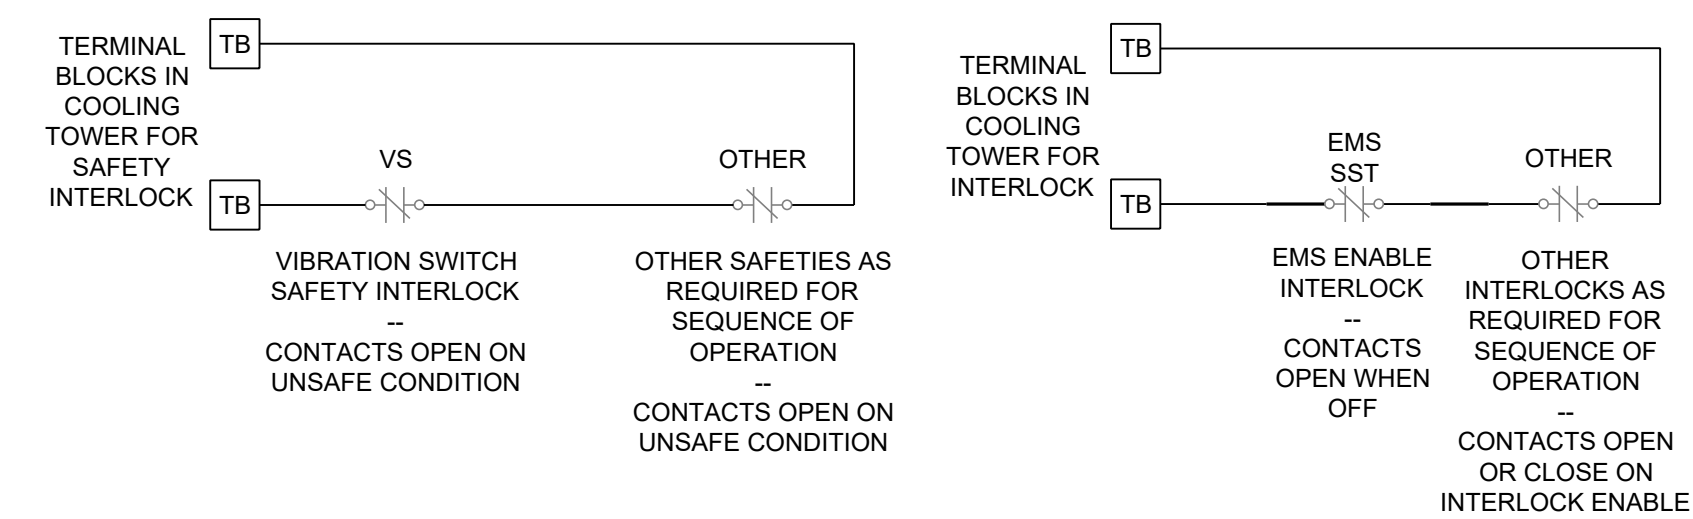 TERMINAL
BLOCKS IN
COOLING
TOWER FOR
SAFETY
INTERLOCK
TB
TB
VS
OTHER
VIBRATION SWITCH
SAFETY INTERLOCK
--
CONTACTS OPEN ON
UNSAFE CONDITION
OTHER SAFETIES AS
REQUIRED FOR
SEQUENCE OF
OPERATION
--
CONTACTS OPEN ON
UNSAFE CONDITION
TERMINAL
BLOCKS IN
COOLING
TOWER FOR
INTERLOCK
TB
TB
EMS
SST
OTHER
EMS ENABLE
INTERLOCK
--
CONTACTS
OPEN WHEN
OFF
OTHER
INTERLOCKS AS
REQUIRED FOR
SEQUENCE OF
OPERATION
--
CONTACTS OPEN
OR CLOSE ON
INTERLOCK ENABLE